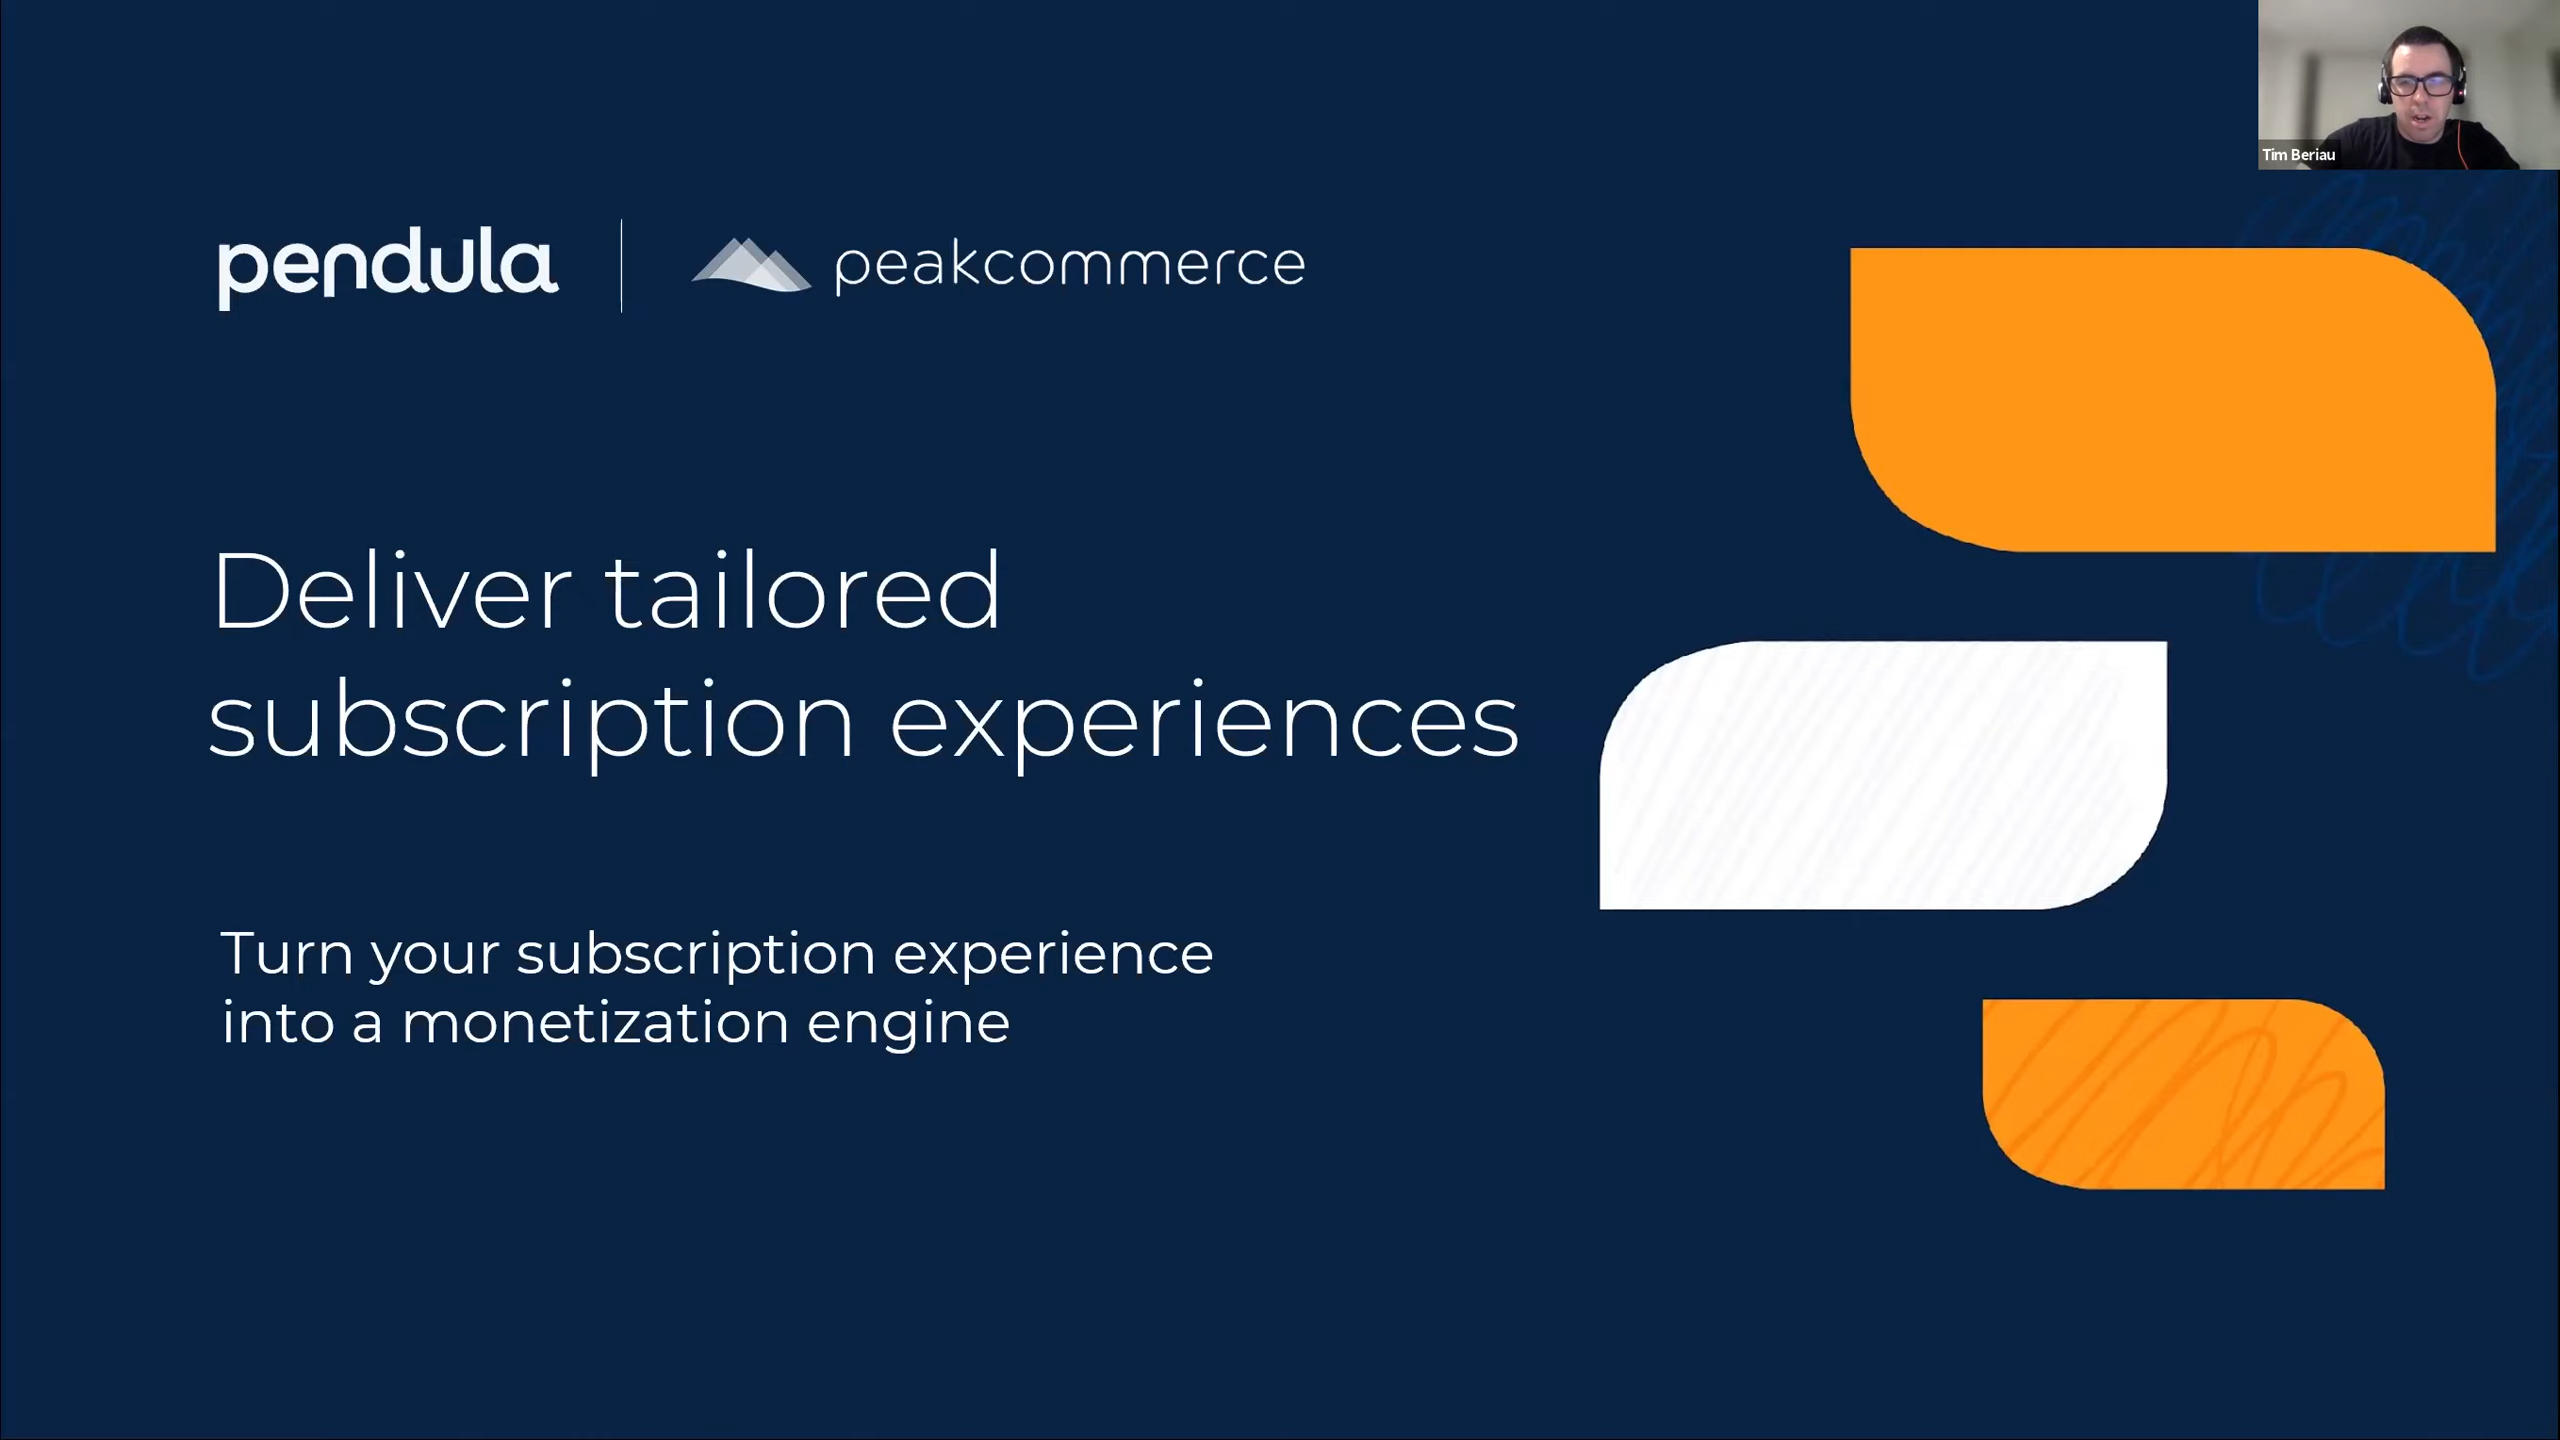 Tim Beriau
pendula
peakcommerce
Deliver tailored
subscription experiences
Turn your subscription experience
into a monetization engine